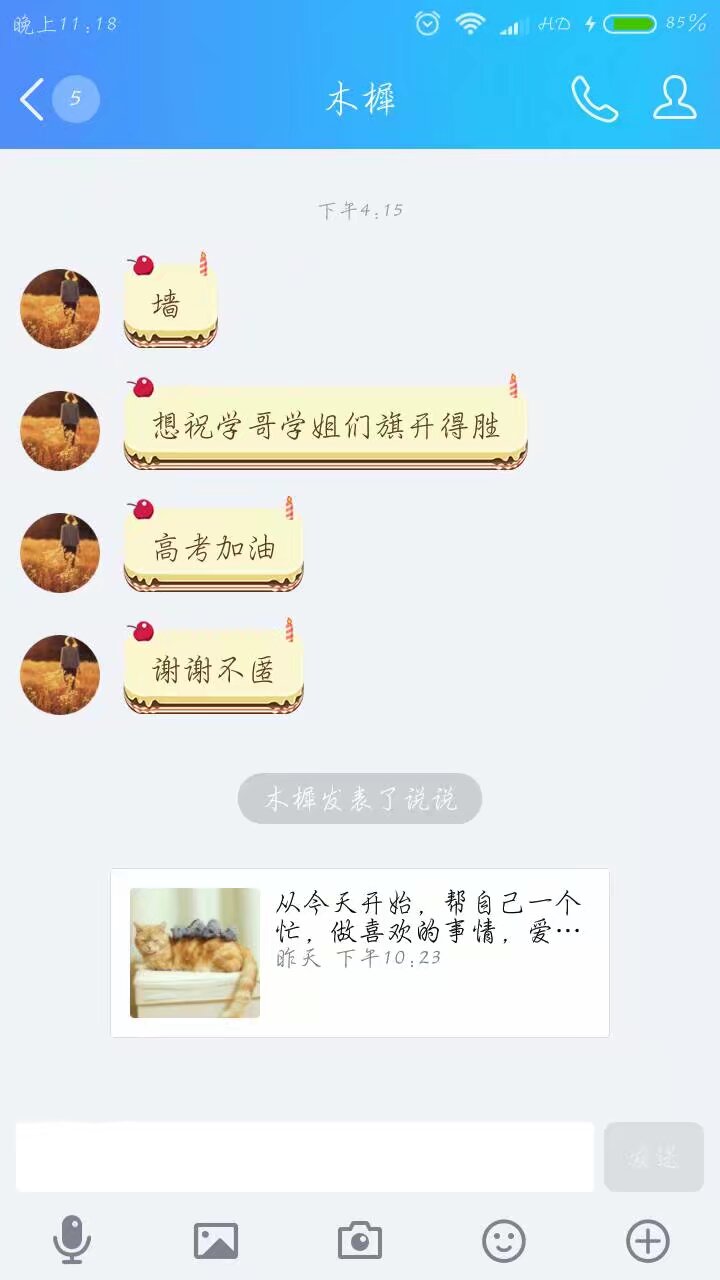 晚上11:18
HD
85%
5
木樨
下午4:15
墙
想祝学哥学姐们旗开得胜
高考加油
谢谢不匿
木樨发表了说说
从今天开始，帮自己一个
忙，做喜欢的事情，爱…
昨天 下午10:23
发送